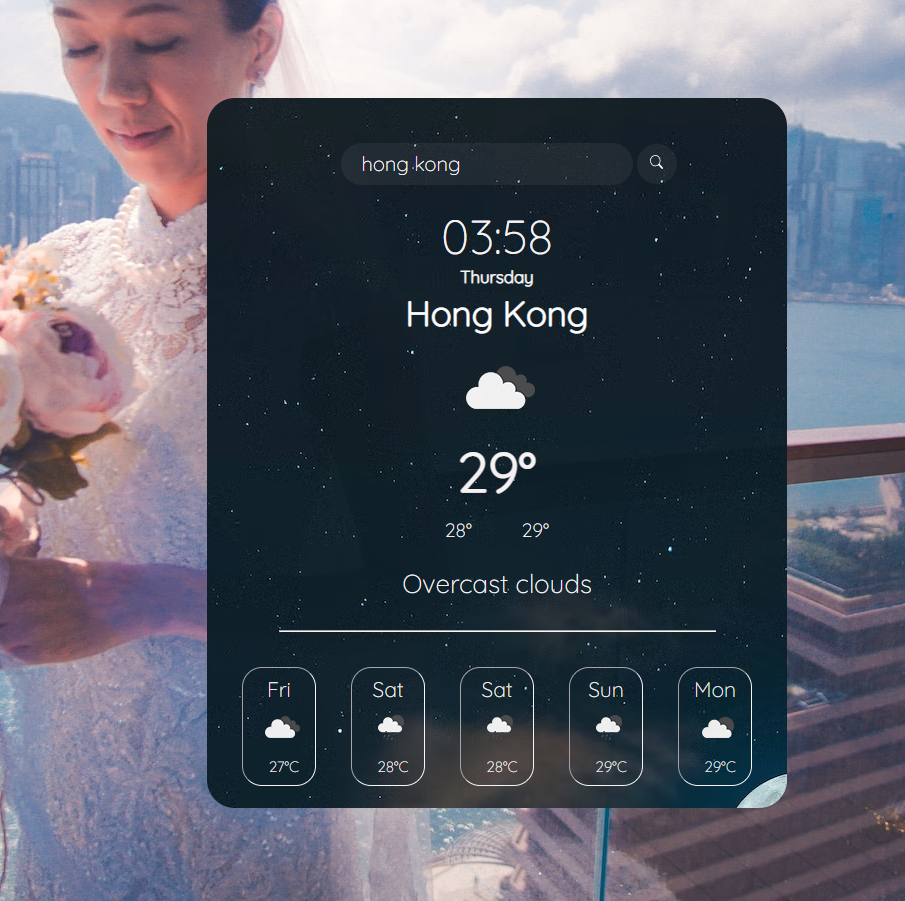 hong kong
03:58
Thursday
Hong Kong
29°
28° 29°
Overcast clouds
Fri Sat Sat Sun Mon
27°C 28°C 28°C 29°C 29°C